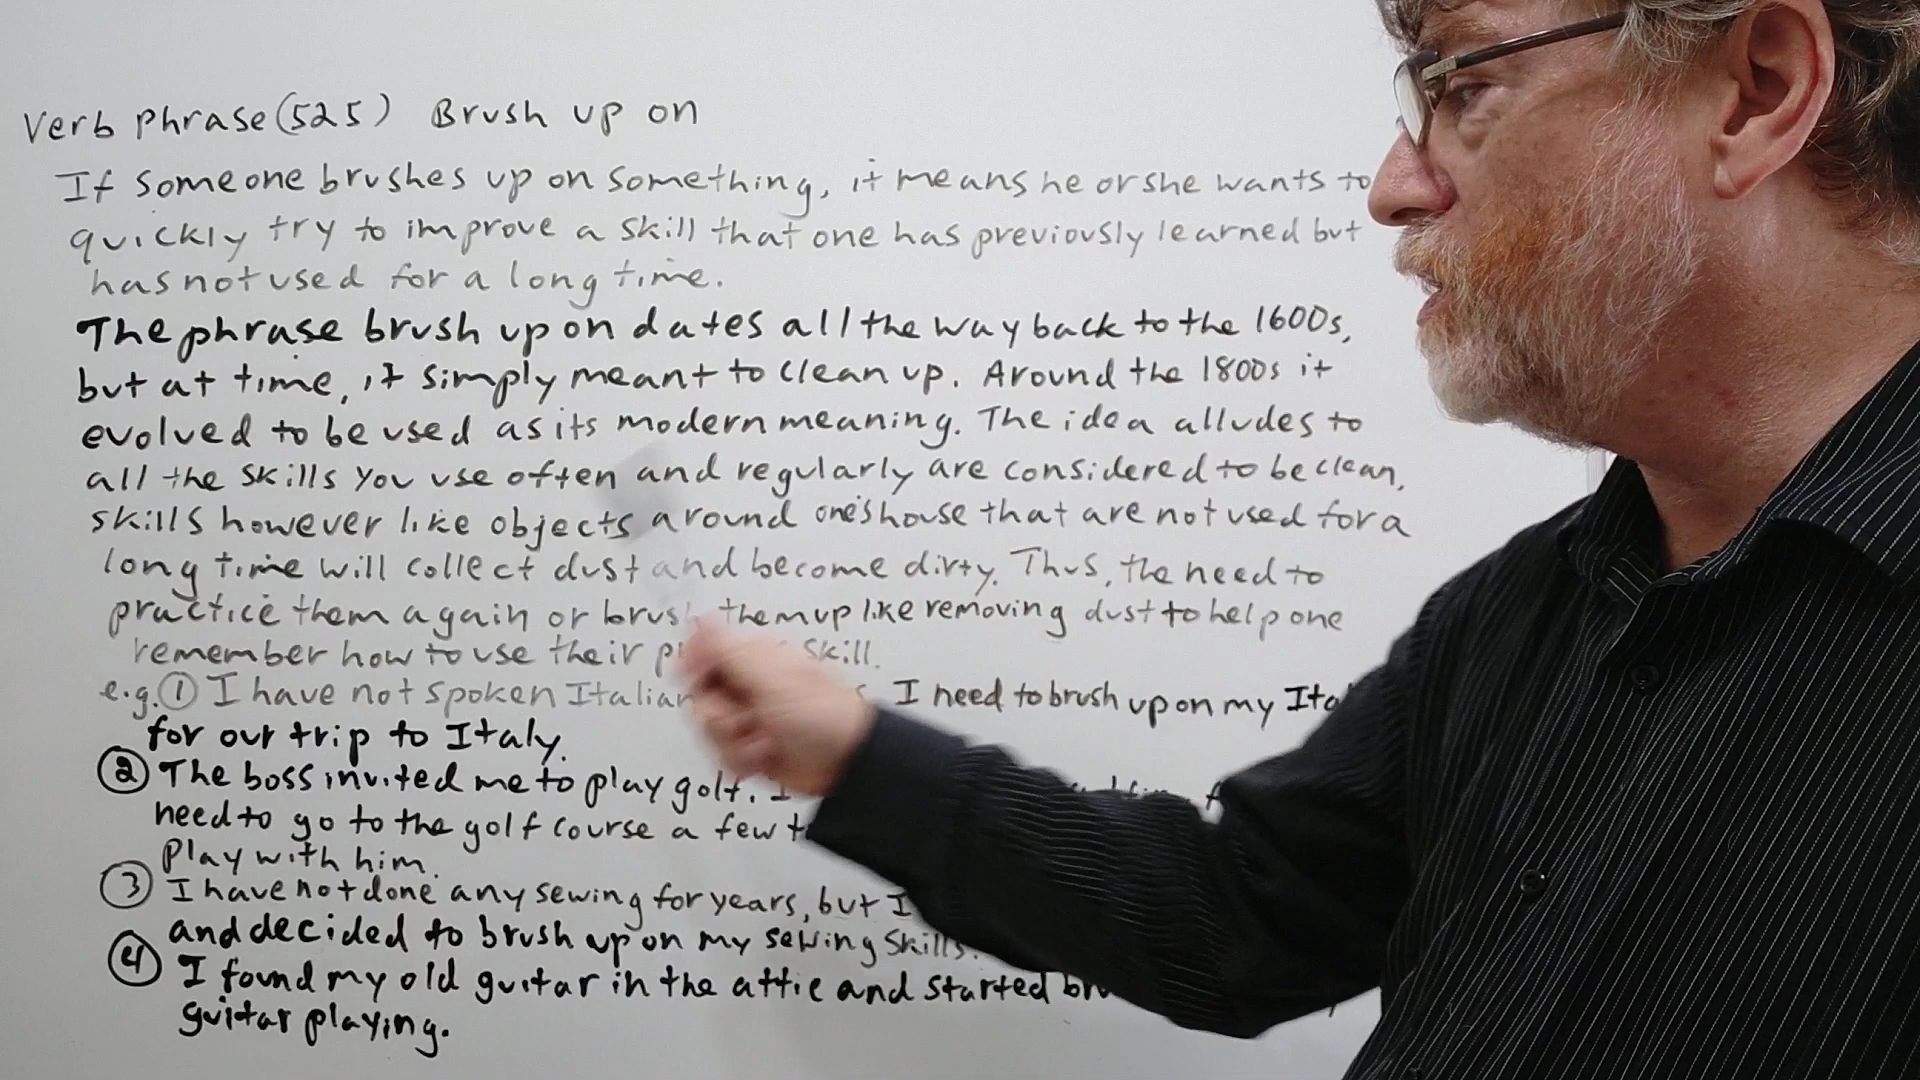 Verb phrase (525) Brush up on
If someone brushes up on something, it means he or she wants to
quickly try to improve a skill that one has previously learned but
has not used for a long time.
The phrase brush up on dates all the way back to the 1600s,
but at time, it simply meant to clean up. Around the 1800s it
evolved to be used as its modern meaning. The idea alludes to
all the skills you use often and regularly are considered to be clean,
skills however like objects around one's house that are not used for a
long time will collect dust and become dirty. Thus, the need to
practice them again or brush them up like removing dust to help one
remember how to use their skill.
e.g. ① I have not spoken Italian I need to brush up on my
for our trip to Italy.
② The boss invited me to play golf. I
need to go to the golf course a few
play with him.
③ I have not done any sewing for years, but I
and decided to brush up on my sewing skills.
④ I found my old guitar in the attic and started
guitar playing.